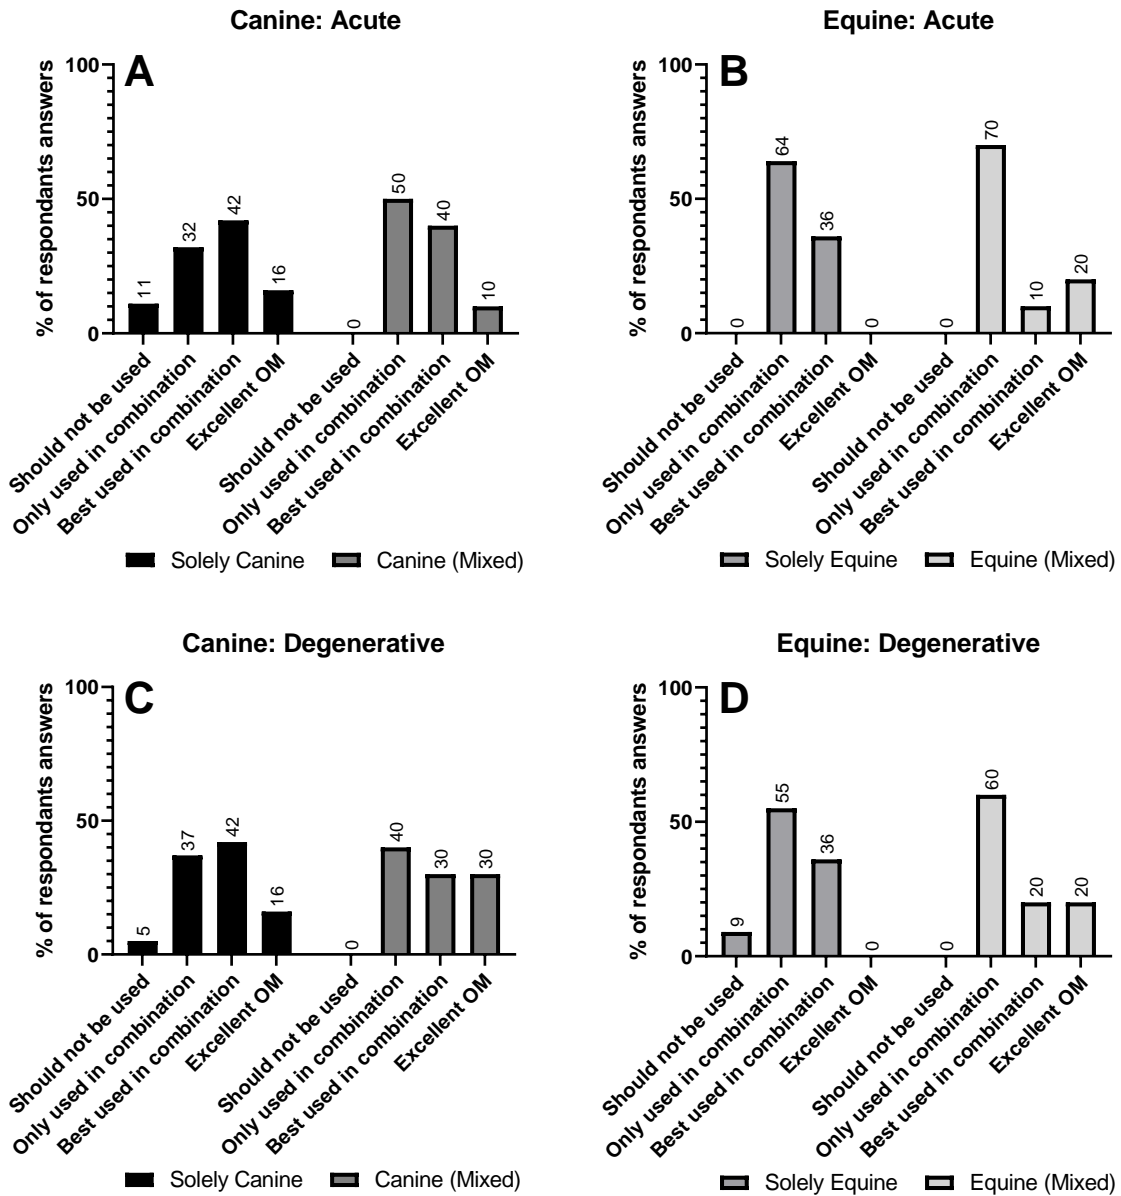 Canine: Acute
A
% of respondants answers
100
50
0
11
32
42
16
0
50
40
10
Should not be used
Only used in combination
Best used in combination
Excellent OM
Should not be used
Only used in combination
Best used in combination
Excellent OM
Solely Canine
Canine (Mixed)
Equine: Acute
B
% of respondants answers
100
50
0
0
64
36
0
0
70
10
20
Should not be used
Only used in combination
Best used in combination
Excellent OM
Should not be used
Only used in combination
Best used in combination
Excellent OM
Solely Equine
Equine (Mixed)
Canine: Degenerative
C
% of respondants answers
100
50
0
5
37
42
16
0
40
30
30
Should not be used
Only used in combination
Best used in combination
Excellent OM
Should not be used
Only used in combination
Best used in combination
Excellent OM
Solely Canine
Canine (Mixed)
Equine: Degenerative
D
% of respondants answers
100
50
0
9
55
36
0
0
60
20
20
Should not be used
Only used in combination
Best used in combination
Excellent OM
Should not be used
Only used in combination
Best used in combination
Excellent OM
Solely Equine
Equine (Mixed)